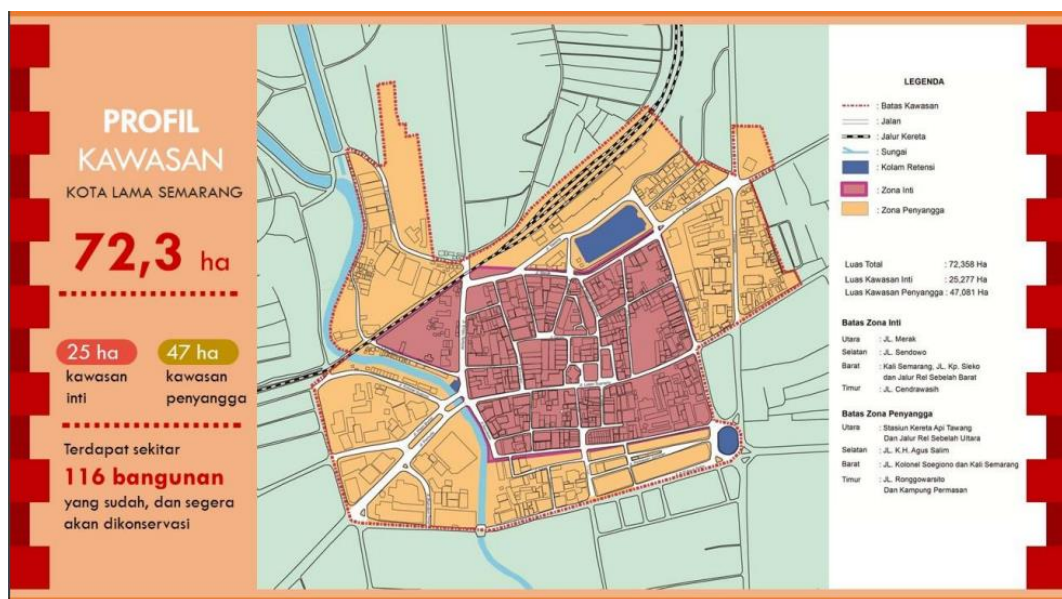 PROFIL
KAWASAN
KOTA LAMA SEMARANG
72,3 ha
25 ha
kawasan
inti
47 ha
kawasan
penyangga
Terdapat sekitar
116 bangunan
yang sudah, dan segera
akan dikonservasi
LEGENDA
: Batas Kawasan
: Jalan
: Jalur Kereta
: Sungai
: Kolam Retensi
: Zona Inti
: Zona Penyangga
Luas Total : 72,358 Ha
Luas Kawasan Inti : 25,277 Ha
Luas Kawasan Penyangga : 47,081 Ha
Batas Zona Inti
Utara : JL. Merak
Selatan : JL. Sendowo
Barat : Kali Semarang, JL. Kp. Sleko
dan Jalur Rel Sebelah Barat
Timur : JL. Cendrawasih
Batas Zona Penyangga
Utara : Stasiun Kereta Api Tawang
Dan Jalur Rel Sebelah Utara
Selatan : JL. K.H. Agus Salim
Barat : JL. Kolonel Soegiono dan Kali Semarang
Timur : JL. Ronggowarsito
Dan Kampung Permasan